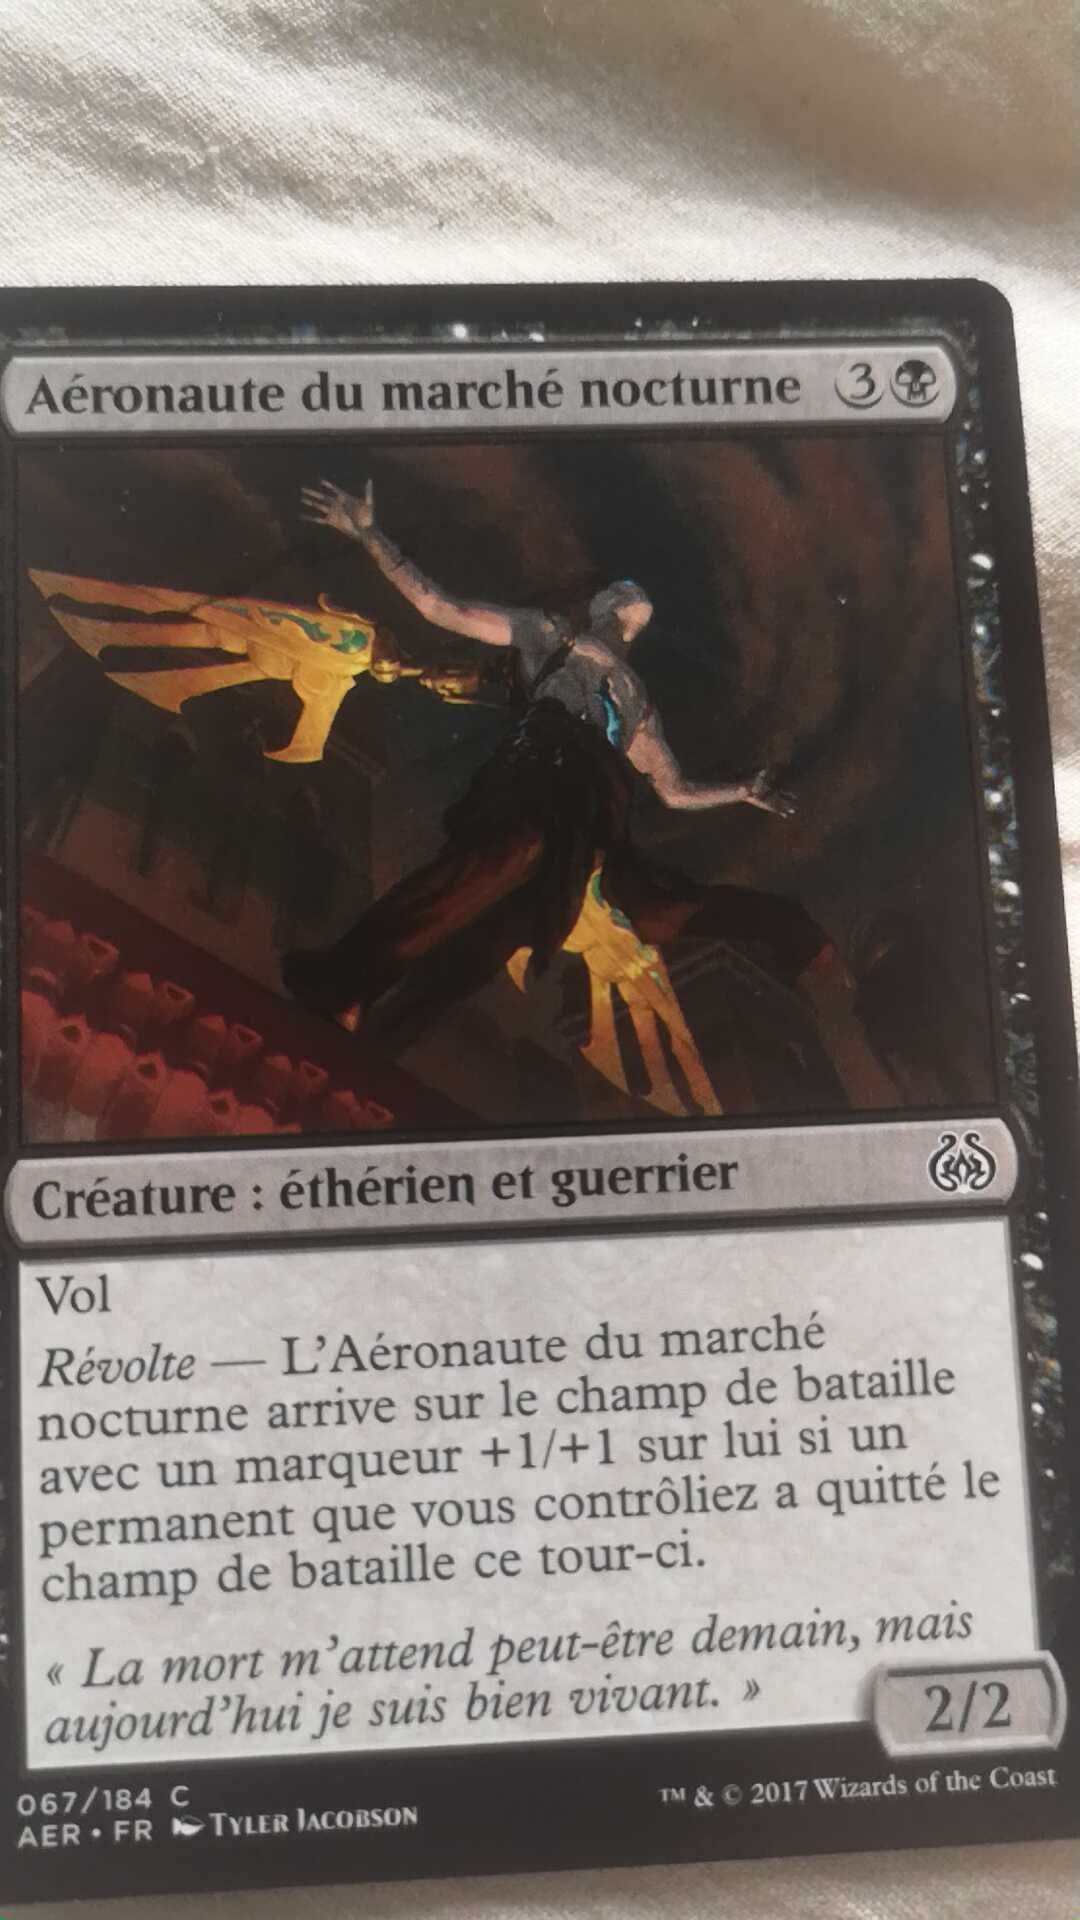 Aéronaute du marché nocturne 3
Créature : éthérien et guerrier
Vol
Révolte — L'Aéronaute du marché
nocturne arrive sur le champ de bataille
avec un marqueur +1/+1 sur lui si un
permanent que vous contrôliez a quitté le
champ de bataille ce tour-ci.
« La mort m'attend peut-être demain, mais
aujourd'hui je suis bien vivant. »
2/2
067/184 C
AER • FR TYLER JACOBSON
™ & © 2017 Wizards of the Coast